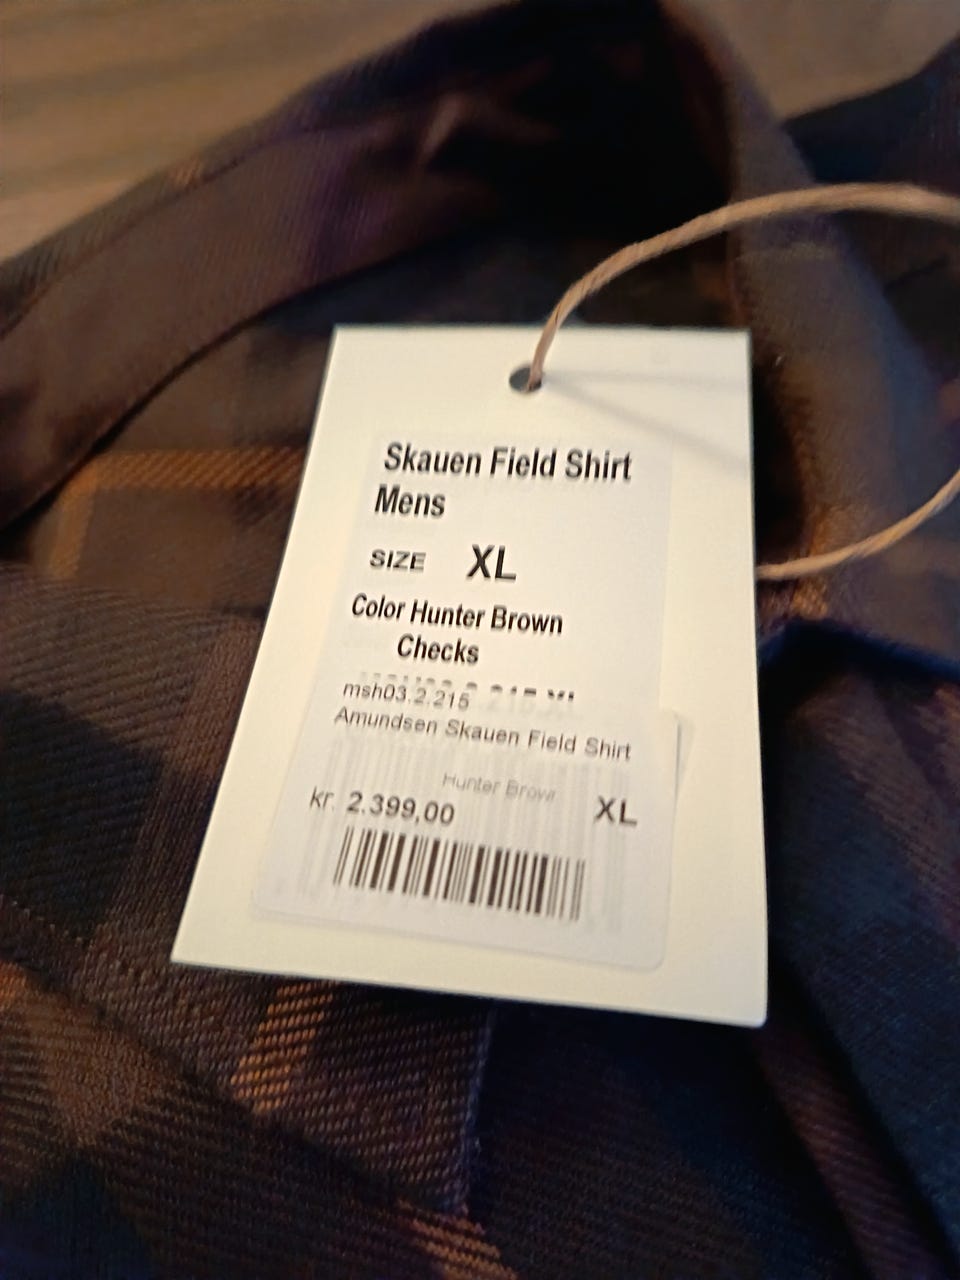 Skauen Field Shirt
Mens
SIZE XL
Color Hunter Brown
Checks
msh03.2.215
Amundsen Skauen Field Shirt
Hunter Brown
kr. 2.399,00 XL